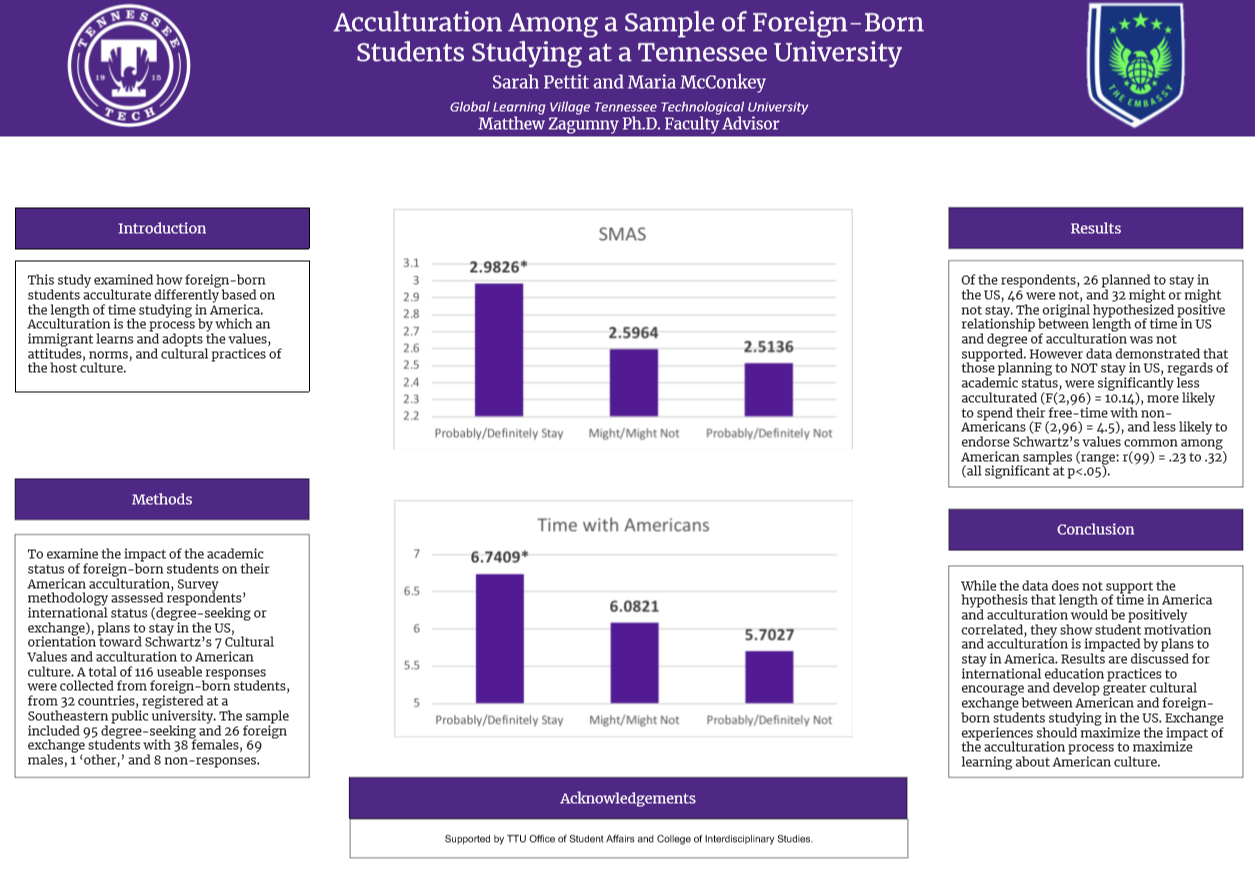 TENNESSEE
19 15
TECH
Acculturation Among a Sample of Foreign-Born
Students Studying at a Tennessee University
Sarah Pettit and Maria McConkey
Global Learning Village Tennessee Technological University
Matthew Zagumny Ph.D. Faculty Advisor
THE EMBASSY
Introduction
This study examined how foreign-born
students acculturate differently based on
the length of time studying in America.
Acculturation is the process by which an
immigrant learns and adopts the values,
attitudes, norms, and cultural practices of
the host culture.
Methods
To examine the impact of the academic
status of foreign-born students on their
American acculturation, Survey
methodology assessed respondents'
international status (degree-seeking or
exchange), plans to stay in the US,
orientation toward Schwartz's 7 Cultural
Values and acculturation to American
culture. A total of 116 useable responses
were collected from foreign-born students,
from 32 countries, registered at a
Southeastern public university. The sample
included 95 degree-seeking and 26 foreign
exchange students with 38 females, 69
males, 1 'other,' and 8 non-responses.
SMAS
3.1
3
2.9
2.8
2.7
2.6
2.5
2.4
2.3
2.2
2.9826*
2.5964
2.5136
Probably/Definitely Stay Might/Might Not Probably/Definitely Not
Time with Americans
7
6.5
6
5.5
5
6.7409*
6.0821
5.7027
Probably/Definitely Stay Might/Might Not Probably/Definitely Not
Acknowledgements
Supported by TTU Office of Student Affairs and College of Interdisciplinary Studies.
Results
Of the respondents, 26 planned to stay in
the US, 46 were not, and 32 might or might
not stay. The original hypothesized positive
relationship between length of time in US
and degree of acculturation was not
supported. However data demonstrated that
those planning to NOT stay in US, regards of
academic status, were significantly less
acculturated (F(2,96) = 10.14), more likely
to spend their free-time with non-
Americans (F (2,96) = 4.5), and less likely to
endorse Schwartz's values common among
American samples (range: r(99) = .23 to .32)
(all significant at p<.05).
Conclusion
While the data does not support the
hypothesis that length of time in America
and acculturation would be positively
correlated, they show student motivation
and acculturation is impacted by plans to
stay in America. Results are discussed for
international education practices to
encourage and develop greater cultural
exchange between American and foreign-
born students studying in the US. Exchange
experiences should maximize the impact of
the acculturation process to maximize
learning about American culture.